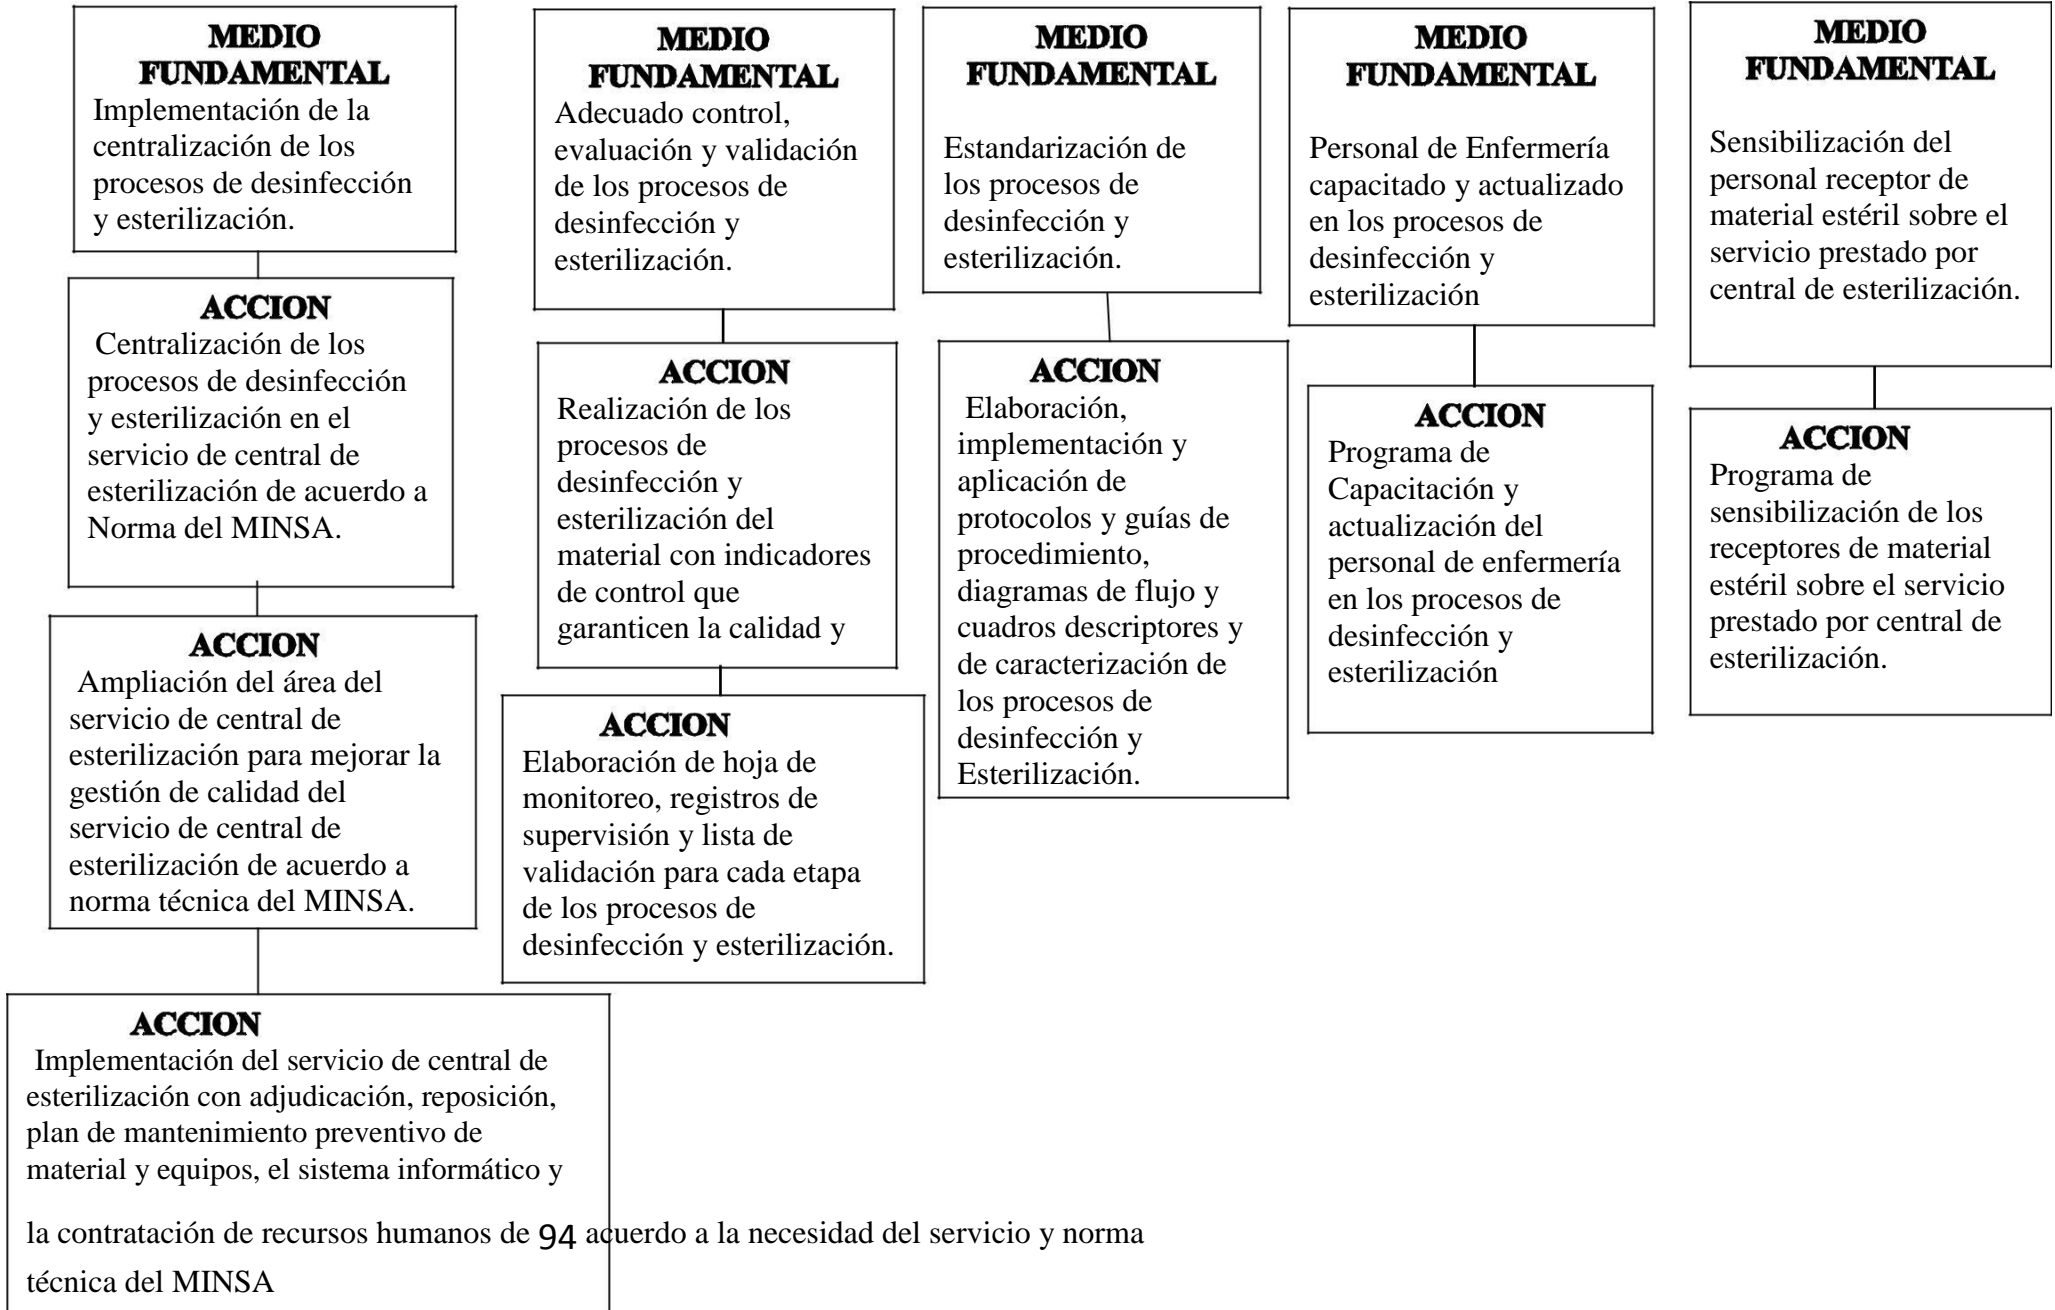 MEDIO
FUNDAMENTAL
Implementación de la
centralización de los
procesos de desinfección
y esterilización.
ACCION
Centralización de los
procesos de desinfección
y esterilización en el
servicio de central de
esterilización de acuerdo a
Norma del MINSA.
ACCION
Ampliación del área del
servicio de central de
esterilización para mejorar la
gestión de calidad del
servicio de central de
esterilización de acuerdo a
norma técnica del MINSA.
ACCION
Implementación del servicio de central de
esterilización con adjudicación, reposición,
plan de mantenimiento preventivo de
material y equipos, el sistema informático y
la contratación de recursos humanos de 94 acuerdo a la necesidad del servicio y norma
técnica del MINSA
MEDIO
FUNDAMENTAL
Adecuado control,
evaluación y validación
de los procesos de
desinfección y
esterilización.
ACCION
Realización de los
procesos de
desinfección y
esterilización del
material con indicadores
de control que
garanticen la calidad y
ACCION
Elaboración de hoja de
monitoreo, registros de
supervisión y lista de
validación para cada etapa
de los procesos de
desinfección y esterilización.
MEDIO
FUNDAMENTAL
Estandarización de
los procesos de
desinfección y
esterilización.
ACCION
Elaboración,
implementación y
aplicación de
protocolos y guías de
procedimiento,
diagramas de flujo y
cuadros descriptores y
de caracterización de
los procesos de
desinfección y
Esterilización.
MEDIO
FUNDAMENTAL
Personal de Enfermería
capacitado y actualizado
en los procesos de
desinfección y
esterilización
ACCION
Programa de
Capacitación y
actualización del
personal de enfermería
en los procesos de
desinfección y
esterilización
MEDIO
FUNDAMENTAL
Sensibilización del
personal receptor de
material estéril sobre el
servicio prestado por
central de esterilización.
ACCION
Programa de
sensibilización de los
receptores de material
estéril sobre el servicio
prestado por central de
esterilización.